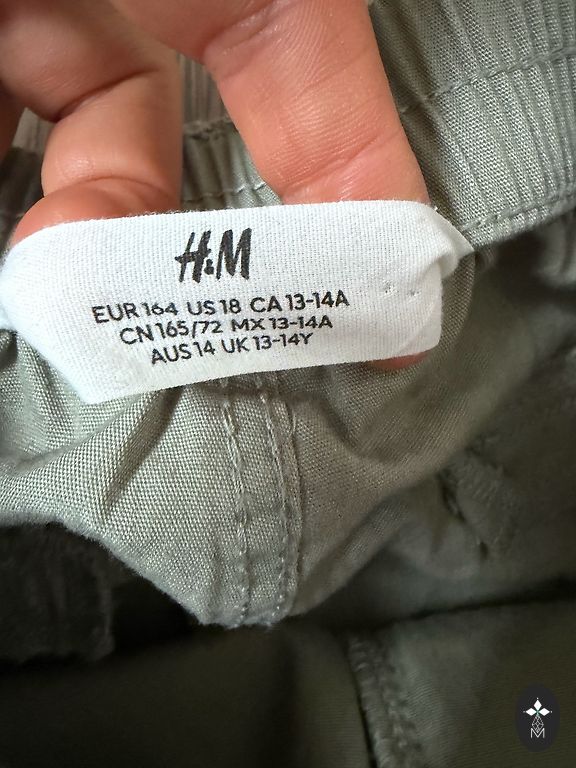 H&M
EUR 164 US 18 CA 13-14A
CN 165/72 MX 13-14A
AUS 14 UK 13-14Y
M